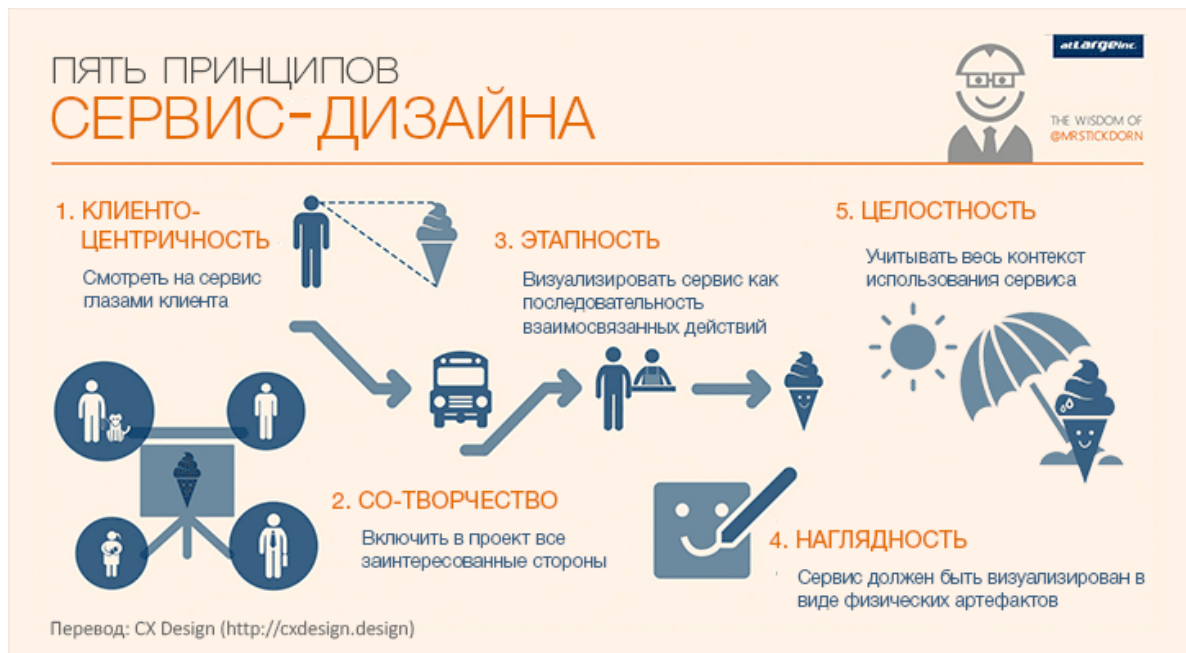 ПЯТЬ ПРИНЦИПОВ
СЕРВИС-ДИЗАЙНА
atLargeinc.
THE WISDOM OF
@MRSTICKDORN
1. КЛИЕНТО-
ЦЕНТРИЧНОСТЬ
Смотреть на сервис
глазами клиента
2. СО-ТВОРЧЕСТВО
Включить в проект все
заинтересованные стороны
3. ЭТАПНОСТЬ
Визуализировать сервис как
последовательность
взаимосвязанных действий
4. НАГЛЯДНОСТЬ
Сервис должен быть визуализирован в
виде физических артефактов
5. ЦЕЛОСТНОСТЬ
Учитывать весь контекст
использования сервиса
Перевод: CX Design (http://cxdesign.design)